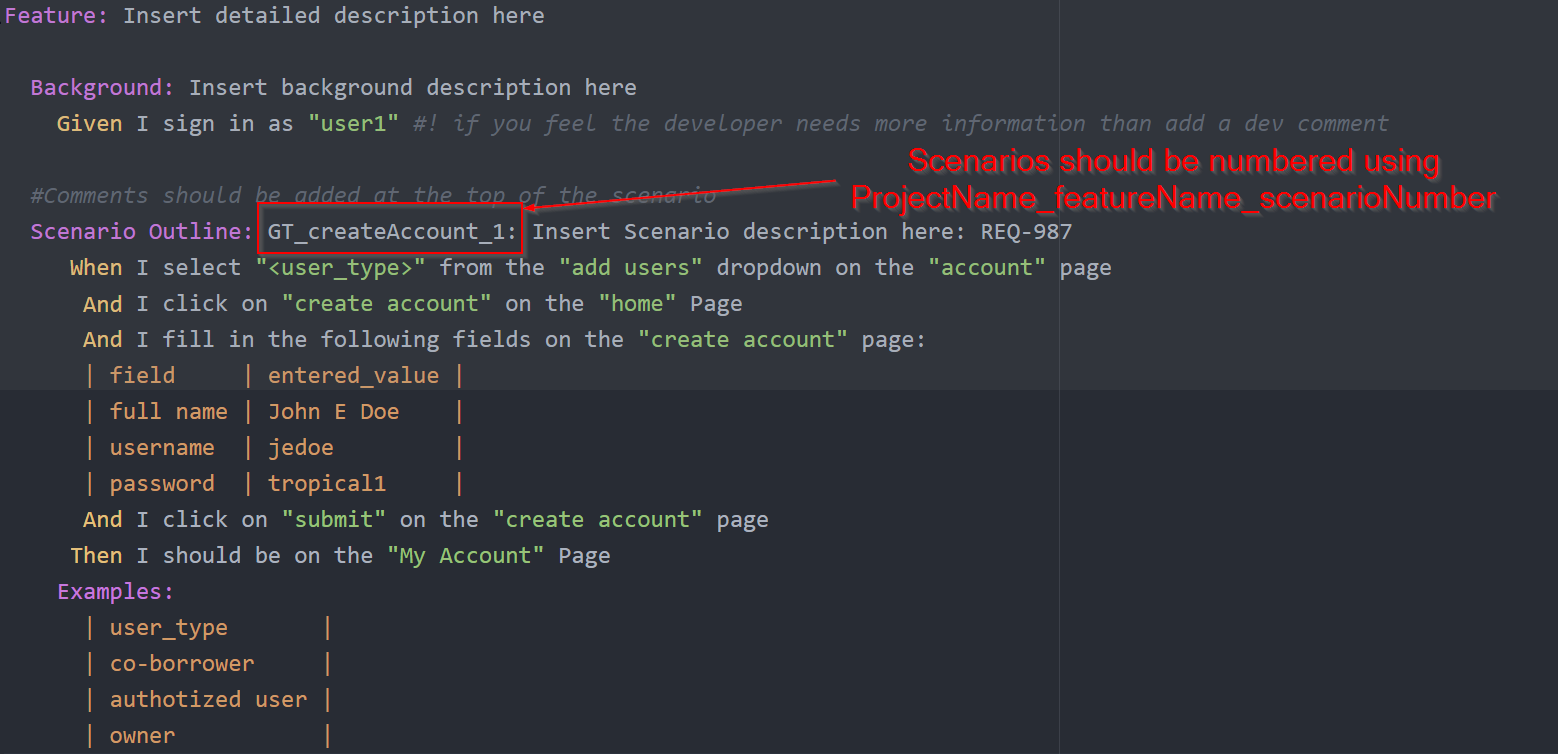 Feature: Insert detailed description here
Background: Insert background description here
Given I sign in as "user1" #! if you feel the developer needs more information than add a dev comment
Scenarios should be numbered using
ProjectName_featureName_scenarioNumber
#Comments should be added at the top of the scenario
Scenario Outline: GT_createAccount_1: Insert Scenario description here: REQ-987
When I select "<user_type>" from the "add users" dropdown on the "account" page
And I click on "create account" on the "home" Page
And I fill in the following fields on the "create account" page:
| field | entered_value |
| full name | John E Doe |
| username | jedoe |
| password | tropical1 |
And I click on "submit" on the "create account" page
Then I should be on the "My Account" Page
Examples:
| user_type |
| co-borrower |
| authotized user |
| owner |